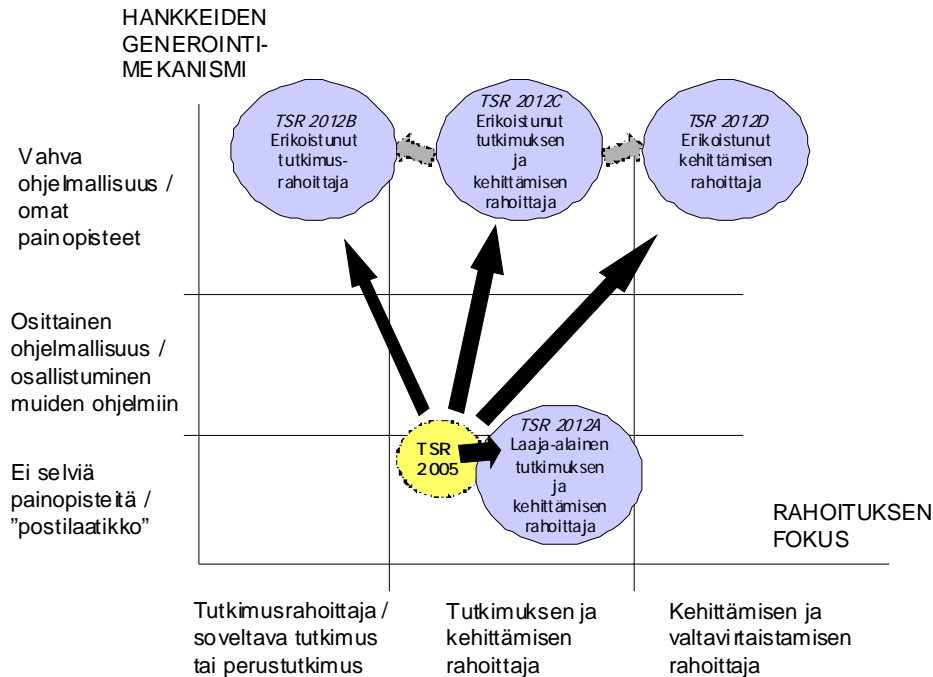 HANKKEIDEN
GENEROINTI-
MEKANISMI
TSR 2012B
Erikoistunut
tutkimus-
rahoittaja
TSR 2012C
Erikoistunut
tutkimuksen
ja
kehittämisen
rahoittaja
TSR 2012D
Erikoistunut
kehittämisen
rahoittaja
Vahva
ohjelmallisuus /
omat
painopisteet
Osittainen
ohjelmallisuus /
osallistuminen
muiden ohjelmiin
TSR
2005
TSR 2012A
Laaja-alainen
tutkimuksen
ja
kehittämisen
rahoittaja
Ei selviä
painopisteitä /
”postilaatikko”
RAHOITUKSEN
FOKUS
Tutkimusrahoittaja /
soveltava tutkimus
tai perustutkimus
Tutkimuksen ja
kehittämisen
rahoittaja
Kehittämisen ja
valtavirtaistamisen
rahoittaja